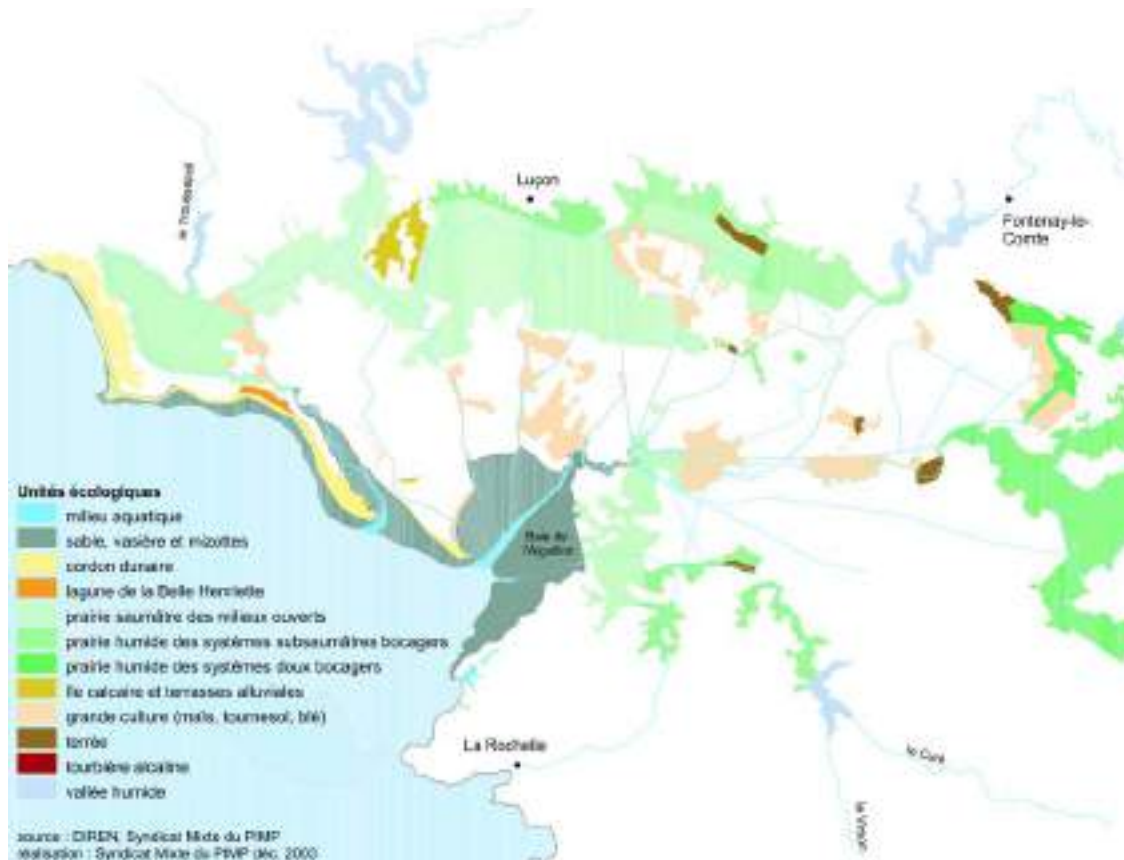 Luçon
Fontenay-le-
Comte
Baie de
l'Aiguillon
La Rochelle
le Curé
Unités écologiques
milieu aquatique
sable, vasière et mizottes
cordon dunaire
lagune de la Belle Henriette
prairie saumâtre des milieux ouverts
prairie humide des systèmes subsaumâtres bocagers
prairie humide des systèmes doux bocagers
île calcaire et terrasses alluviales
grande culture (maïs, tournesol, blé)
terrée
tourbière alcaline
vallée humide
source : DIREN, Syndicat Mixte du PIMP
réalisation : Syndicat Mixte du PIMP déc. 2003